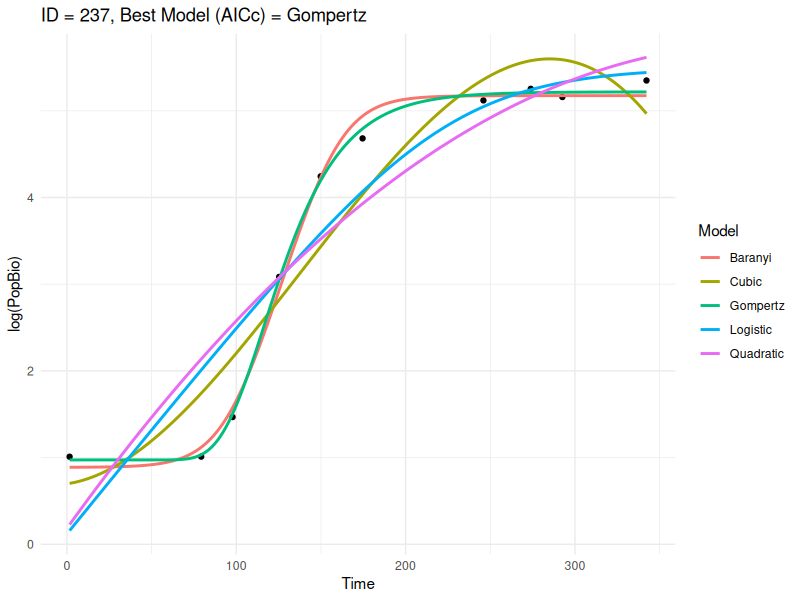 ID = 237, Best Model (AICc) = Gompertz
log(PopBio)
4
2
0
0
100
200
300
Time
Model
Baranyi
Cubic
Gompertz
Logistic
Quadratic